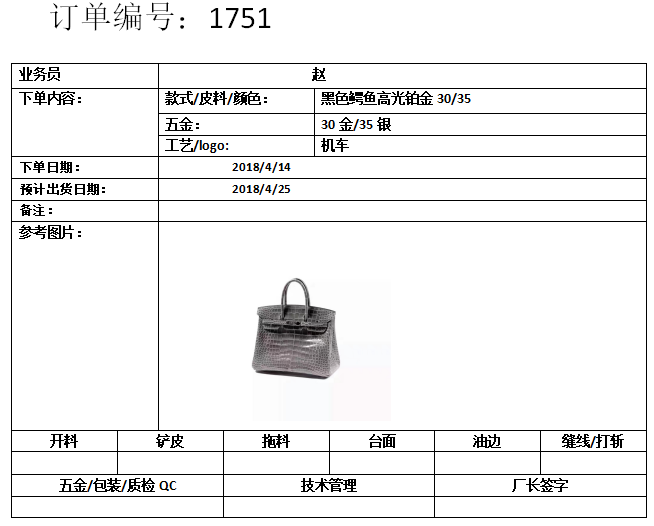 订单编号：1751
业务员 赵
下单内容： 款式/皮料/颜色： 黑色鳄鱼高光铂金 30/35
五金： 30 金/35 银
工艺/logo: 机车
下单日期： 2018/4/14
预计出货日期： 2018/4/25
备注：
参考图片：
开料 铲皮 拖料 台面 油边 缝线/打斩
五金/包装/质检 QC 技术管理 厂长签字